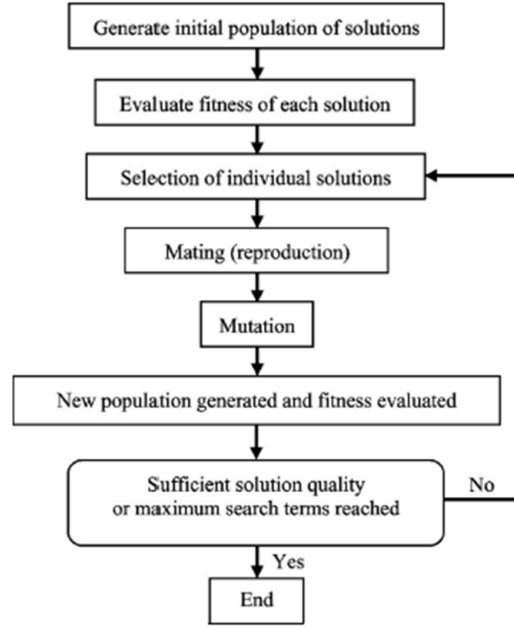 Generate initial population of solutions
Evaluate fitness of each solution
Selection of individual solutions
Mating (reproduction)
Mutation
New population generated and fitness evaluated
Sufficient solution quality
or maximum search terms reached
No
Yes
End